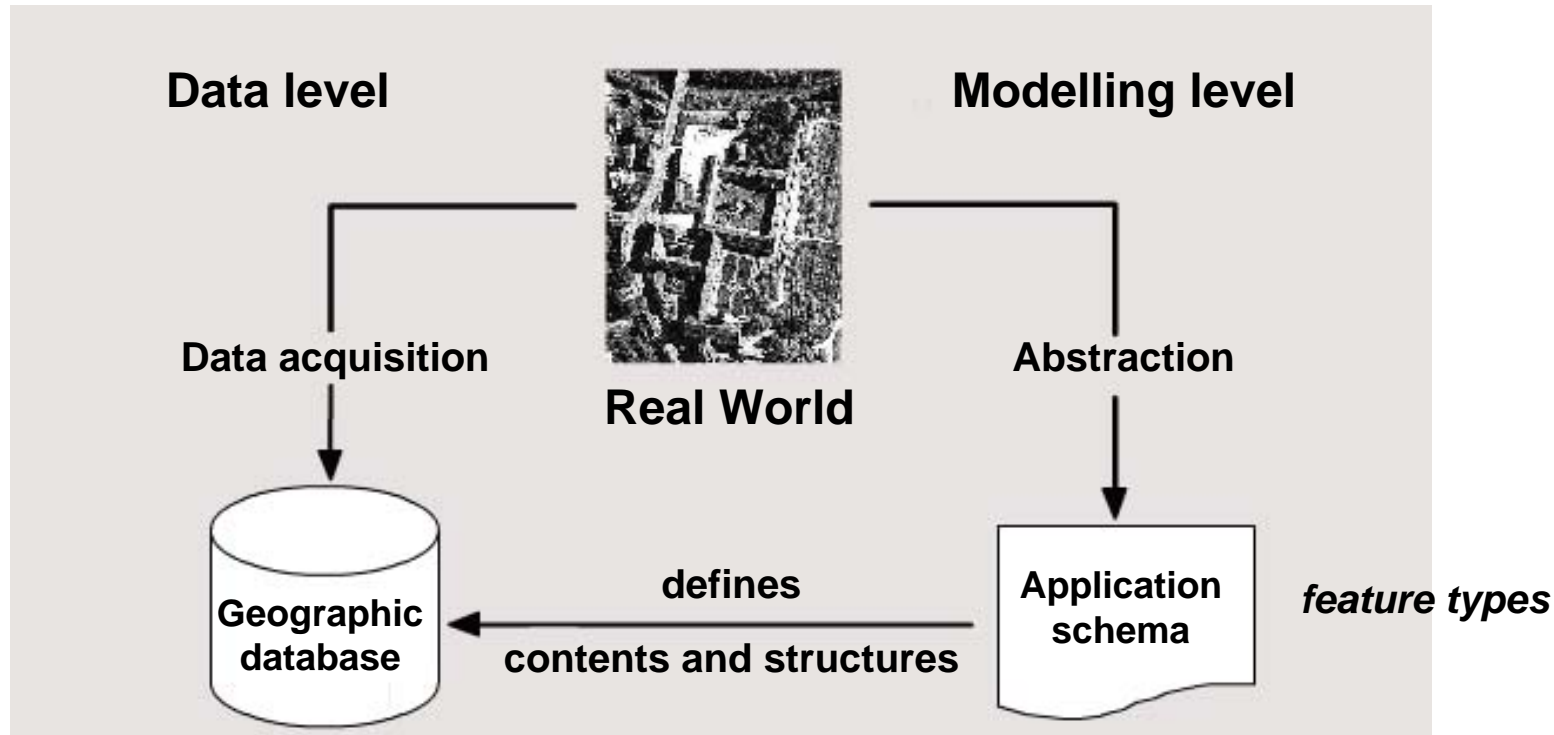 Data level
Modelling level
Data acquisition
Real World
Abstraction
Geographic
database
defines
contents and structures
Application
schema
feature types